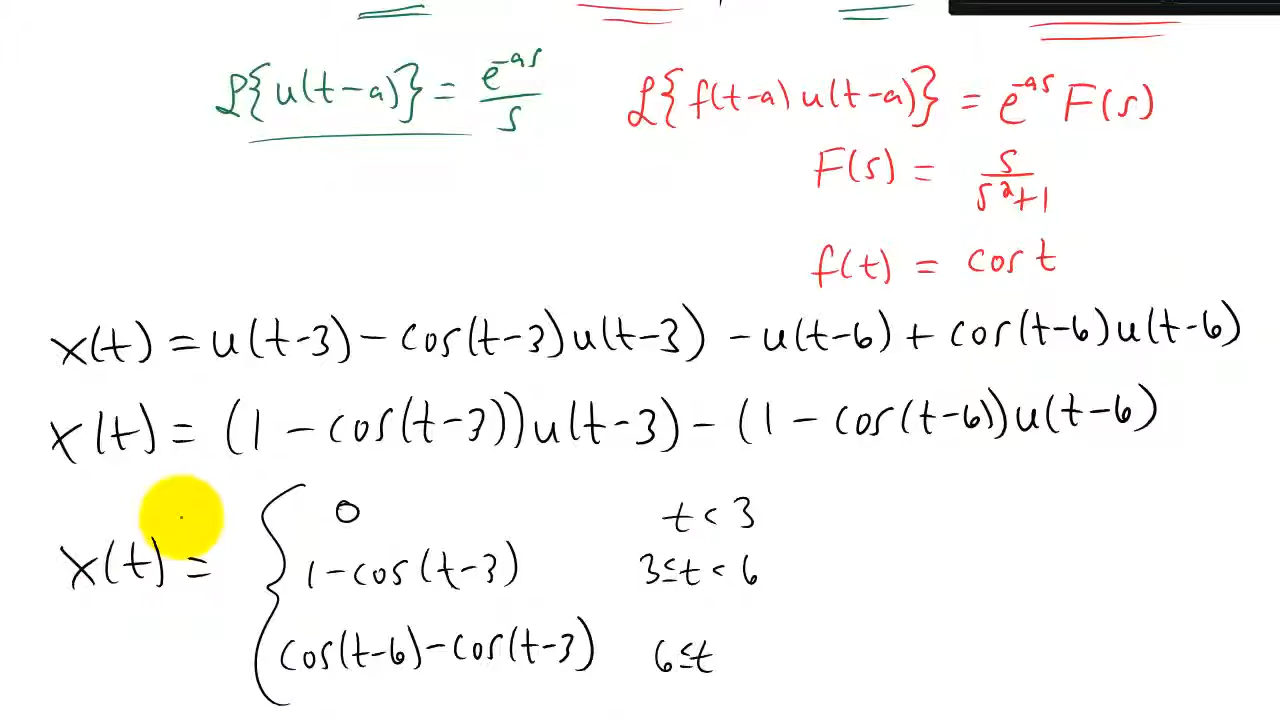 ℒ{u(t-a)} = e^{-as}/s
ℒ{f(t-a)u(t-a)} = e^{-as} F(s)
F(s) = s/(s²+1)
f(t) = cos t
x(t) = u(t-3) - cos(t-3)u(t-3) - u(t-6) + cos(t-6)u(t-6)
x(t) = (1 - cos(t-3))u(t-3) - (1 - cos(t-6))u(t-6)
0 t < 3
x(t) = { 1 - cos(t-3) 3 ≤ t < 6
cos(t-6) - cos(t-3) 6 ≤ t